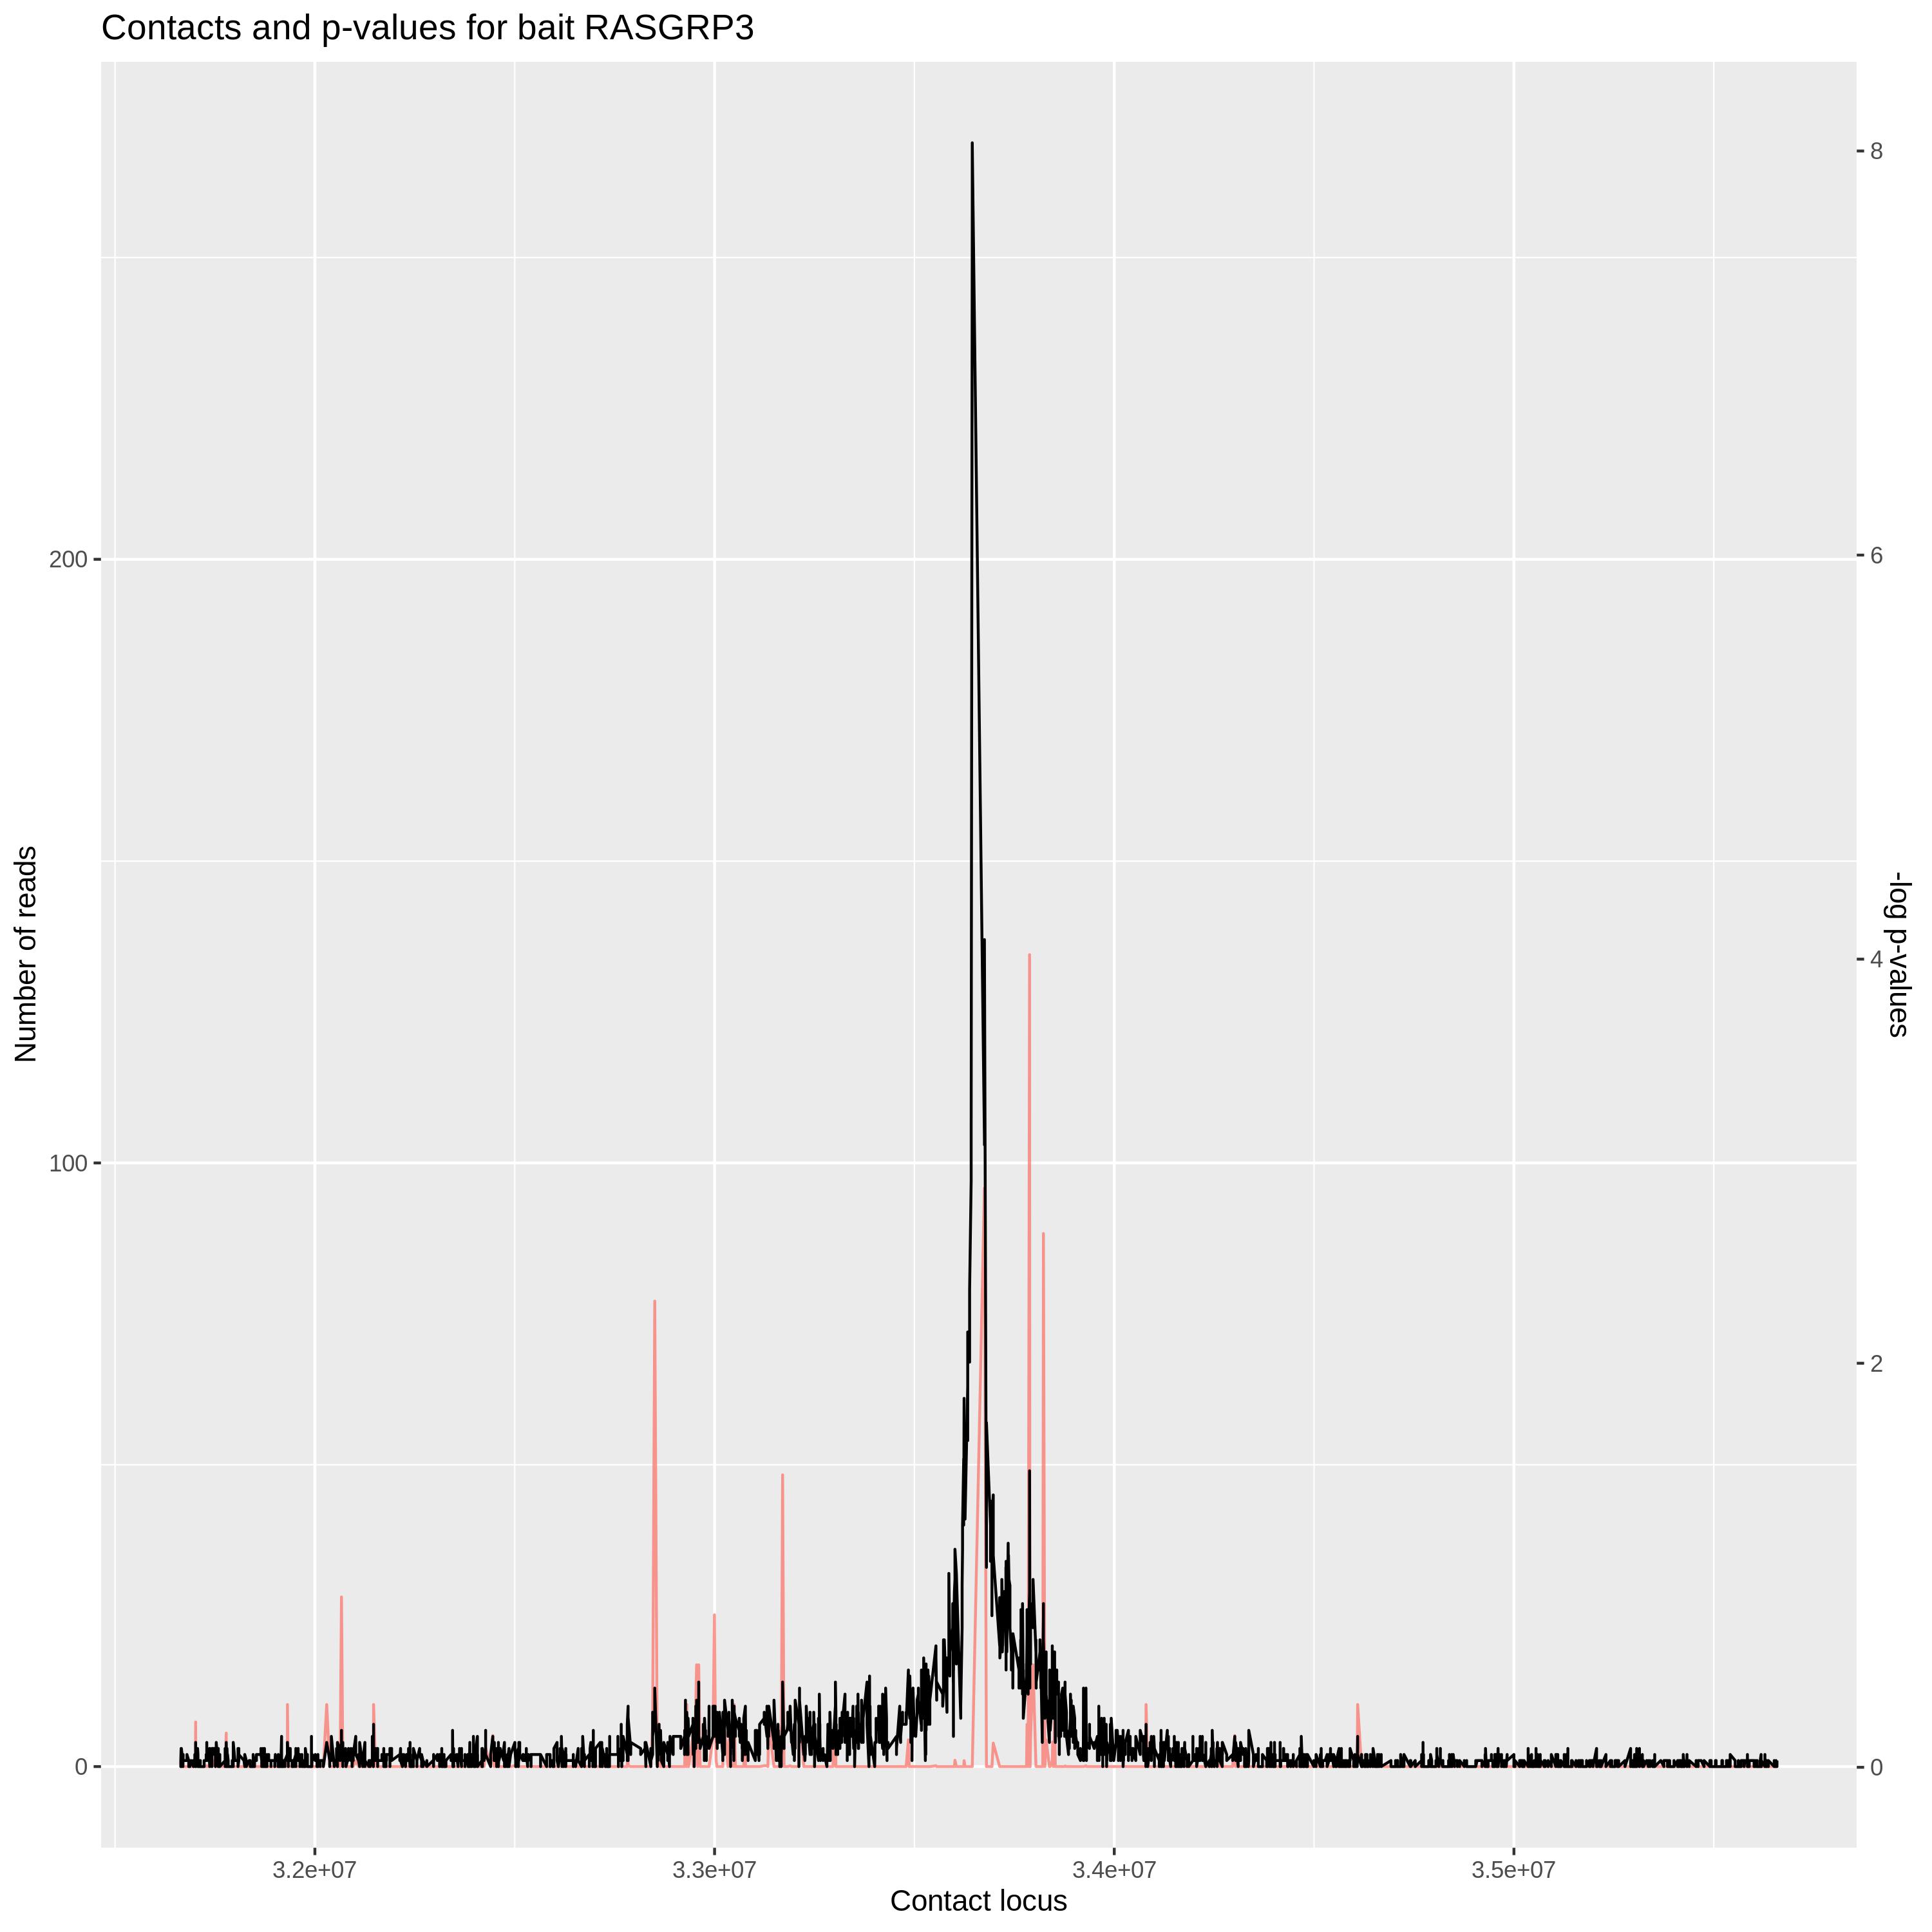 Contacts and p-values for bait RASGRP3
Number of reads
200
100
0
8
6
4
2
0
-log p-values
3.2e+07
3.3e+07
3.4e+07
3.5e+07
Contact locus